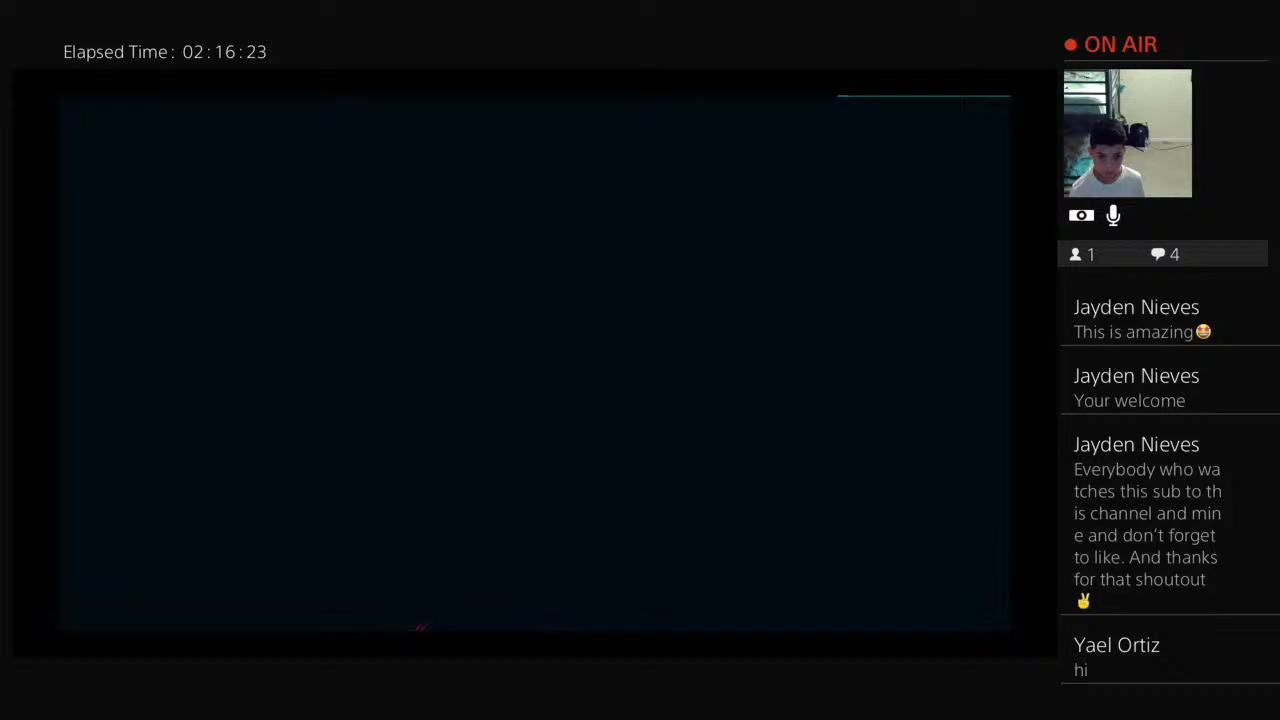 Elapsed Time: 02:16:23
ON AIR
1 4
Jayden Nieves
This is amazing🤩
Jayden Nieves
Your welcome
Jayden Nieves
Everybody who wa
tches this sub to th
is channel and min
e and don't forget
to like. And thanks
for that shoutout
✌
Yael Ortiz
hi